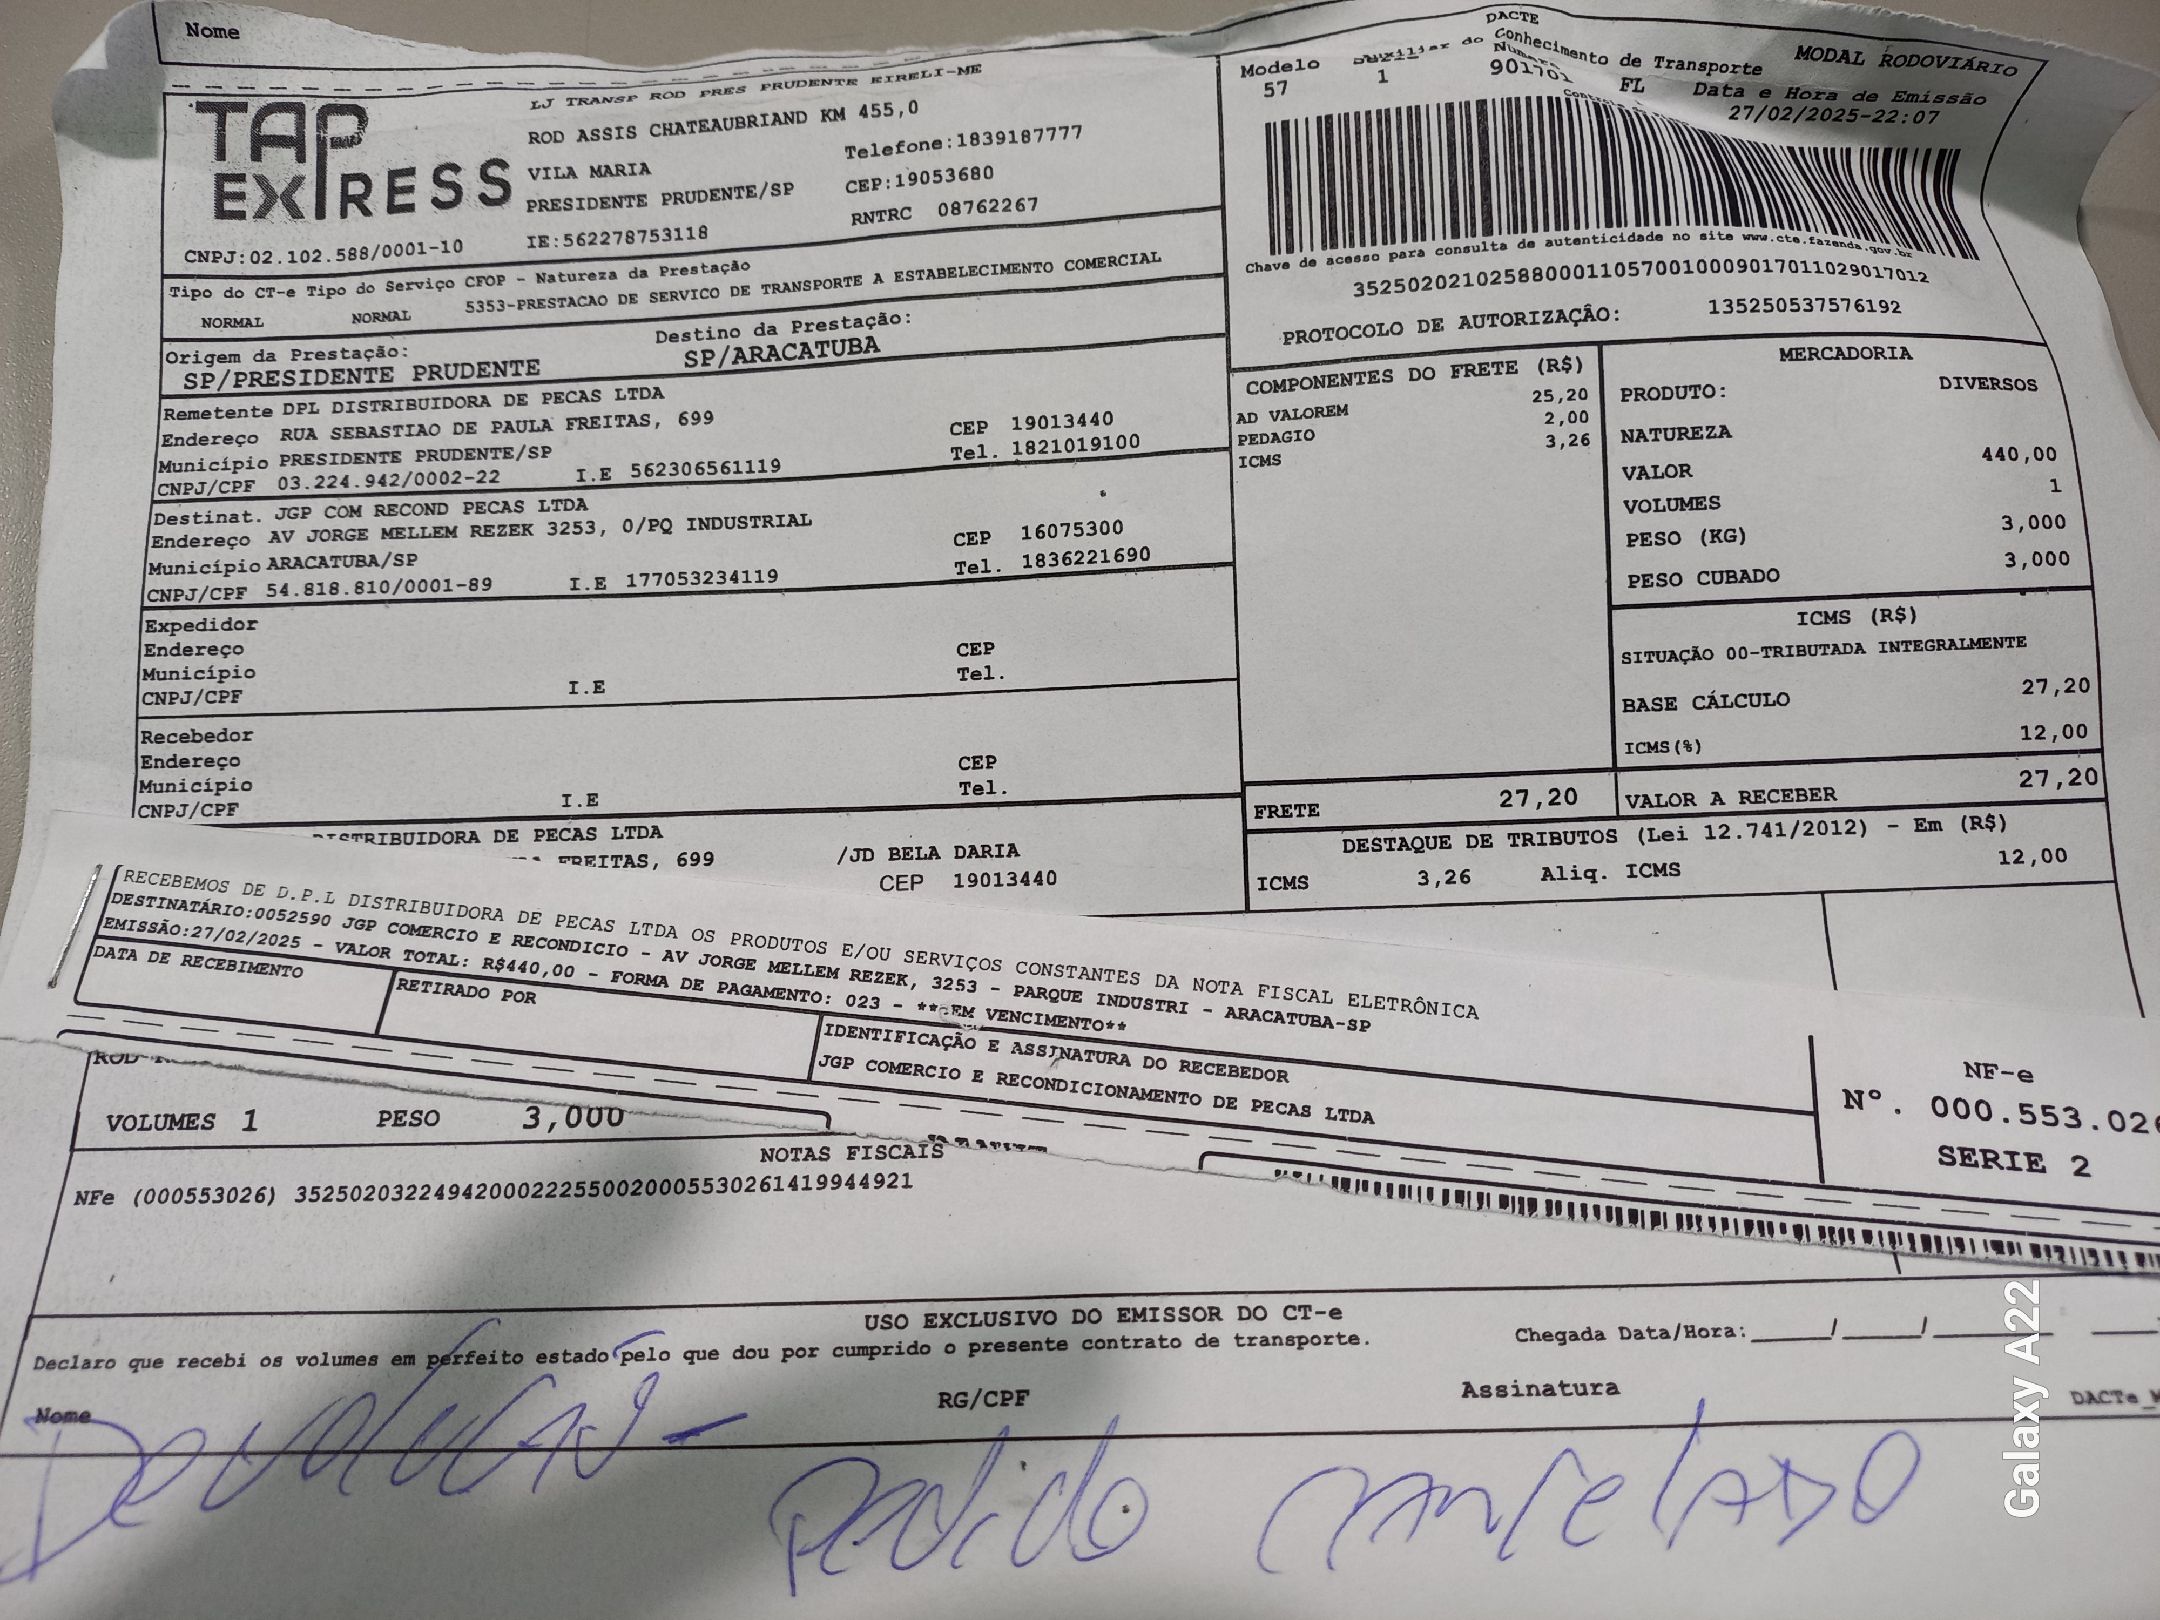 Nome
TAP EXPRESS
LJ TRANSP ROD PRES PRUDENTE EIRELI-ME
ROD ASSIS CHATEAUBRIAND KM 455,0
VILA MARIA
Telefone:1839187777
PRESIDENTE PRUDENTE/SP
CEP:19053680
CNPJ:02.102.588/0001-10
IE:562278753118
RNTRC 08762267
DACTE
auxiliar do Conhecimento de Transporte
MODAL RODOVIÁRIO
Modelo
57
1
901701
FL
Data e Hora de Emissão
27/02/2025-22:07
Chave de acesso para consulta de autenticidade no site www.cte.fazenda.gov.br
35250202102588000110570010009017011029017012
PROTOCOLO DE AUTORIZAÇÃO: 135250537576192
Tipo do CT-e Tipo do Serviço CFOP - Natureza da Prestação
NORMAL NORMAL 5353-PRESTACAO DE SERVICO DE TRANSPORTE A ESTABELECIMENTO COMERCIAL
Origem da Prestação:
SP/PRESIDENTE PRUDENTE
Destino da Prestação:
SP/ARACATUBA
Remetente DPL DISTRIBUIDORA DE PECAS LTDA
Endereço RUA SEBASTIAO DE PAULA FREITAS, 699 CEP 19013440
Município PRESIDENTE PRUDENTE/SP Tel. 1821019100
CNPJ/CPF 03.224.942/0002-22 I.E 562306561119
Destinat. JGP COM RECOND PECAS LTDA
Endereço AV JORGE MELLEM REZEK 3253, 0/PQ INDUSTRIAL CEP 16075300
Município ARACATUBA/SP Tel. 1836221690
CNPJ/CPF 54.818.810/0001-89 I.E 177053234119
Expedidor
Endereço CEP
Município Tel.
CNPJ/CPF I.E
Recebedor
Endereço CEP
Município Tel.
CNPJ/CPF I.E
COMPONENTES DO FRETE (R$)
25,20
AD VALOREM 2,00
PEDAGIO 3,26
ICMS
MERCADORIA
PRODUTO: DIVERSOS
NATUREZA
VALOR 440,00
VOLUMES 1
PESO (KG) 3,000
PESO CUBADO 3,000
ICMS (R$)
SITUAÇÃO 00-TRIBUTADA INTEGRALMENTE
BASE CÁLCULO 27,20
ICMS(%) 12,00
FRETE 27,20
VALOR A RECEBER 27,20
DESTAQUE DE TRIBUTOS (Lei 12.741/2012) - Em (R$)
ICMS 3,26 Aliq. ICMS 12,00
DISTRIBUIDORA DE PECAS LTDA
FREITAS, 699 /JD BELA DARIA
CEP 19013440
RECEBEMOS DE D.P.L DISTRIBUIDORA DE PECAS LTDA OS PRODUTOS E/OU SERVIÇOS CONSTANTES DA NOTA FISCAL ELETRÔNICA
DESTINATÁRIO:0052590 JGP COMERCIO E RECONDICIO - AV JORGE MELLEM REZEK, 3253 - PARQUE INDUSTRI - ARACATUBA-SP
EMISSÃO:27/02/2025 - VALOR TOTAL: R$440,00 - FORMA DE PAGAMENTO: 023 - **SEM VENCIMENTO**
DATA DE RECEBIMENTO
RETIRADO POR
IDENTIFICAÇÃO E ASSINATURA DO RECEBEDOR
JGP COMERCIO E RECONDICIONAMENTO DE PECAS LTDA
NF-e
Nº. 000.553.026
SERIE 2
VOLUMES 1 PESO 3,000
NOTAS FISCAIS
NFe (000553026) 35250203224942000222550020005530261419944921
USO EXCLUSIVO DO EMISSOR DO CT-e
Declaro que recebi os volumes em perfeito estado pelo que dou por cumprido o presente contrato de transporte.
Chegada Data/Hora:_____/_____/_____
Nome
RG/CPF
Assinatura
Devolução -
Pedido cancelado
Galaxy A22